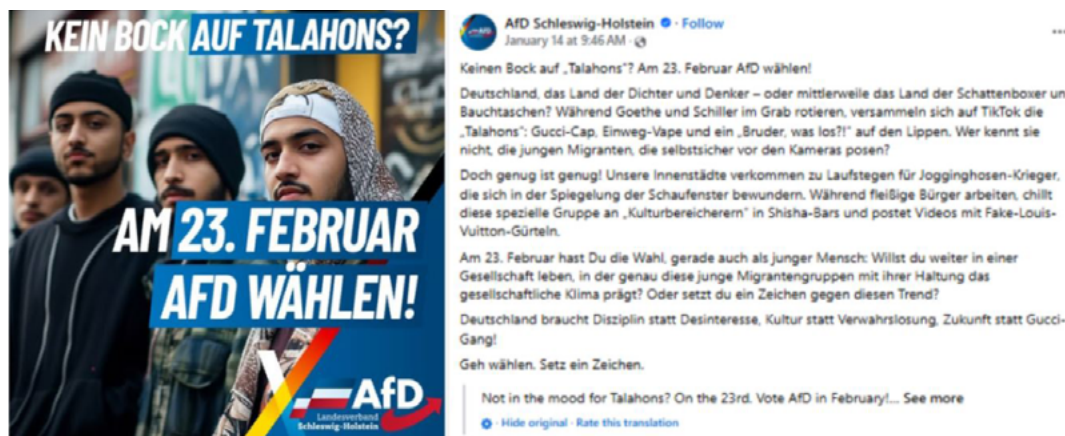 KEIN BOCK AUF TALAHONS?
AM 23. FEBRUAR
AFD WÄHLEN!
AfD
Landesverband
Schleswig-Holstein
AfD Schleswig-Holstein · Follow
January 14 at 9:46 AM ·
Keinen Bock auf „Talahons"? Am 23. Februar AfD wählen!
Deutschland, das Land der Dichter und Denker – oder mittlerweile das Land der Schattenboxer un
Bauchtaschen? Während Goethe und Schiller im Grab rotieren, versammeln sich auf TikTok die
„Talahons": Gucci-Cap, Einweg-Vape und ein „Bruder, was los?!" auf den Lippen. Wer kennt sie
nicht, die jungen Migranten, die selbstsicher vor den Kameras posen?
Doch genug ist genug! Unsere Innenstädte verkommen zu Laufstegen für Jogginghosen-Krieger,
die sich in der Spiegelung der Schaufenster bewundern. Während fleißige Bürger arbeiten, chillt
diese spezielle Gruppe an „Kulturbereicherern" in Shisha-Bars und postet Videos mit Fake-Louis-
Vuitton-Gürteln.
Am 23. Februar hast Du die Wahl, gerade auch als junger Mensch: Willst du weiter in einer
Gesellschaft leben, in der genau diese junge Migrantengruppen mit ihrer Haltung das
gesellschaftliche Klima prägt? Oder setzt du ein Zeichen gegen diesen Trend?
Deutschland braucht Disziplin statt Desinteresse, Kultur statt Verwahrlosung, Zukunft statt Gucci-
Gang!
Geh wählen. Setz ein Zeichen.
Not in the mood for Talahons? On the 23rd. Vote AfD in February!... See more
· Hide original · Rate this translation